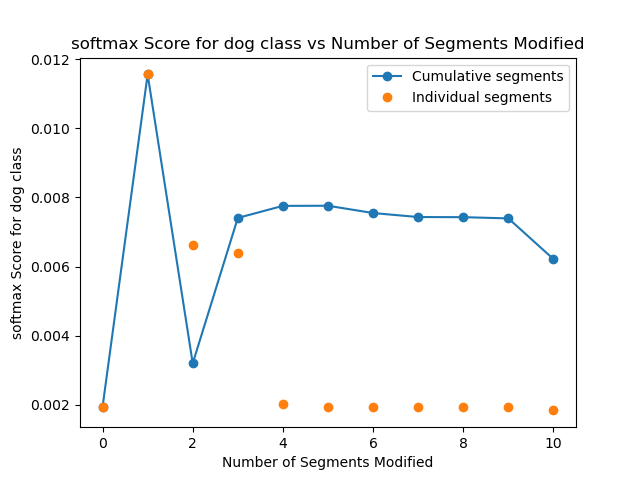 softmax Score for dog class vs Number of Segments Modified
Cumulative segments
Individual segments
softmax Score for dog class
0.012
0.010
0.008
0.006
0.004
0.002
0 2 4 6 8 10
Number of Segments Modified